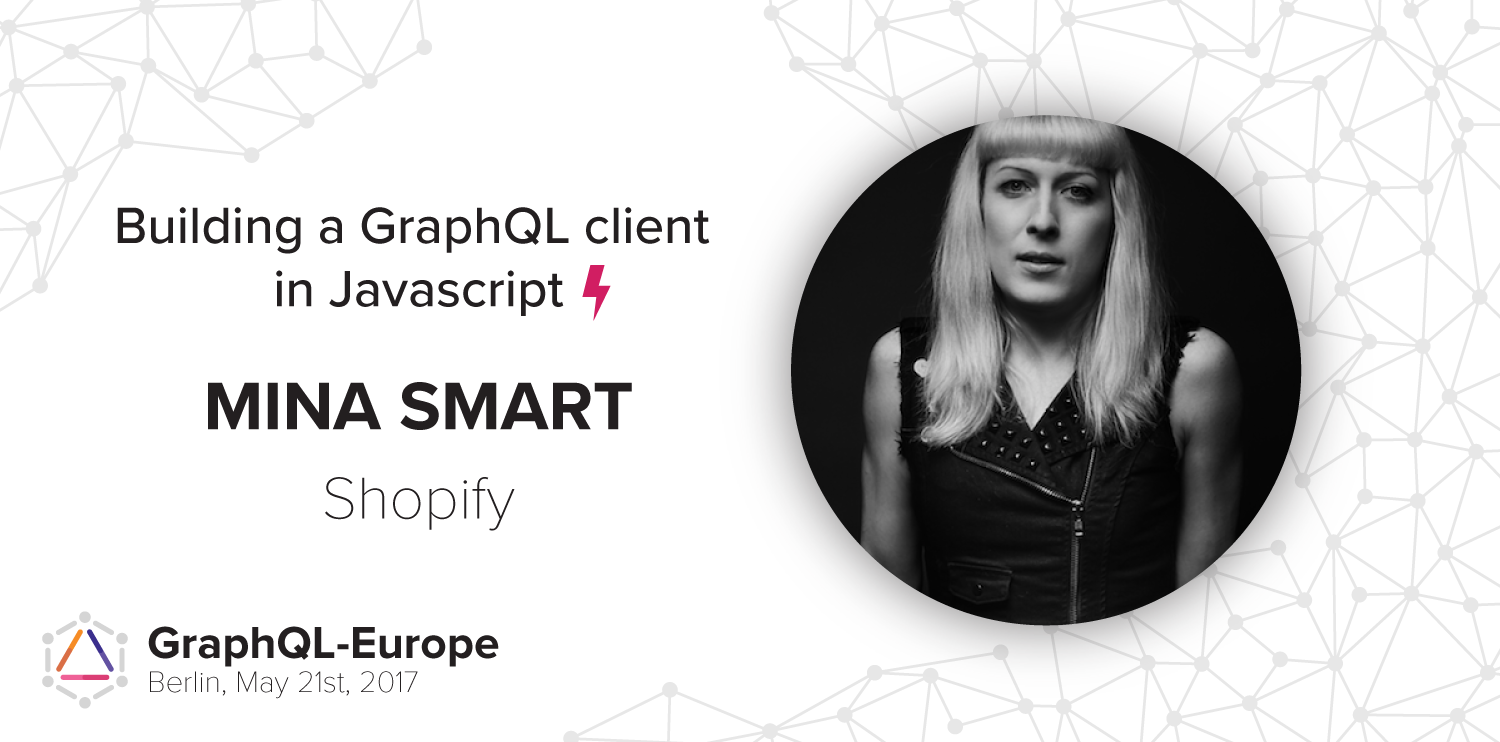 Building a GraphQL client
in Javascript
MINA SMART
Shopify
GraphQL-Europe
Berlin, May 21st, 2017